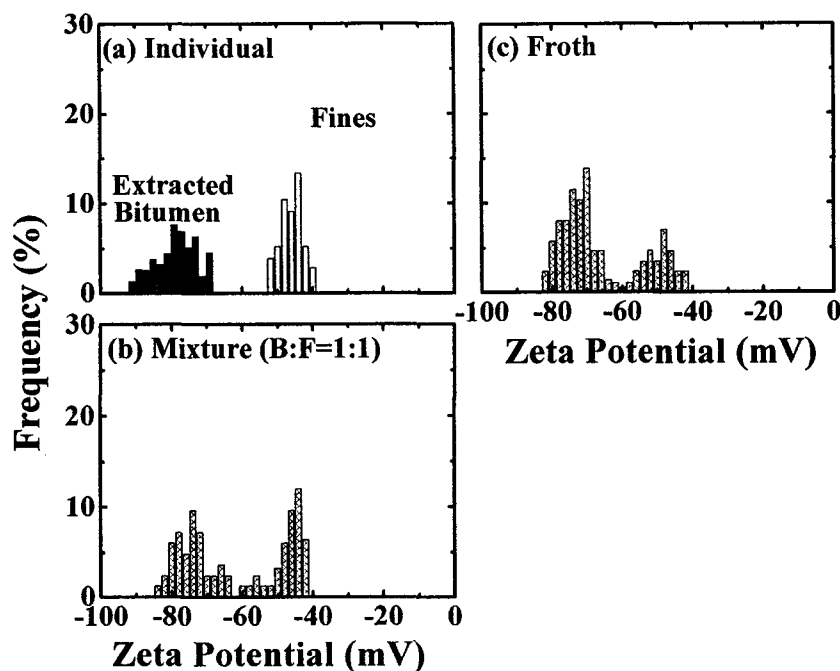 30
(a) Individual
20
Fines
10
Extracted
Bitumen
0
Frequency (%)
30
(b) Mixture (B:F=1:1)
20
10
0
-100 -80 -60 -40 -20 0
Zeta Potential (mV)
(c) Froth
-100 -80 -60 -40 -20 0
Zeta Potential (mV)